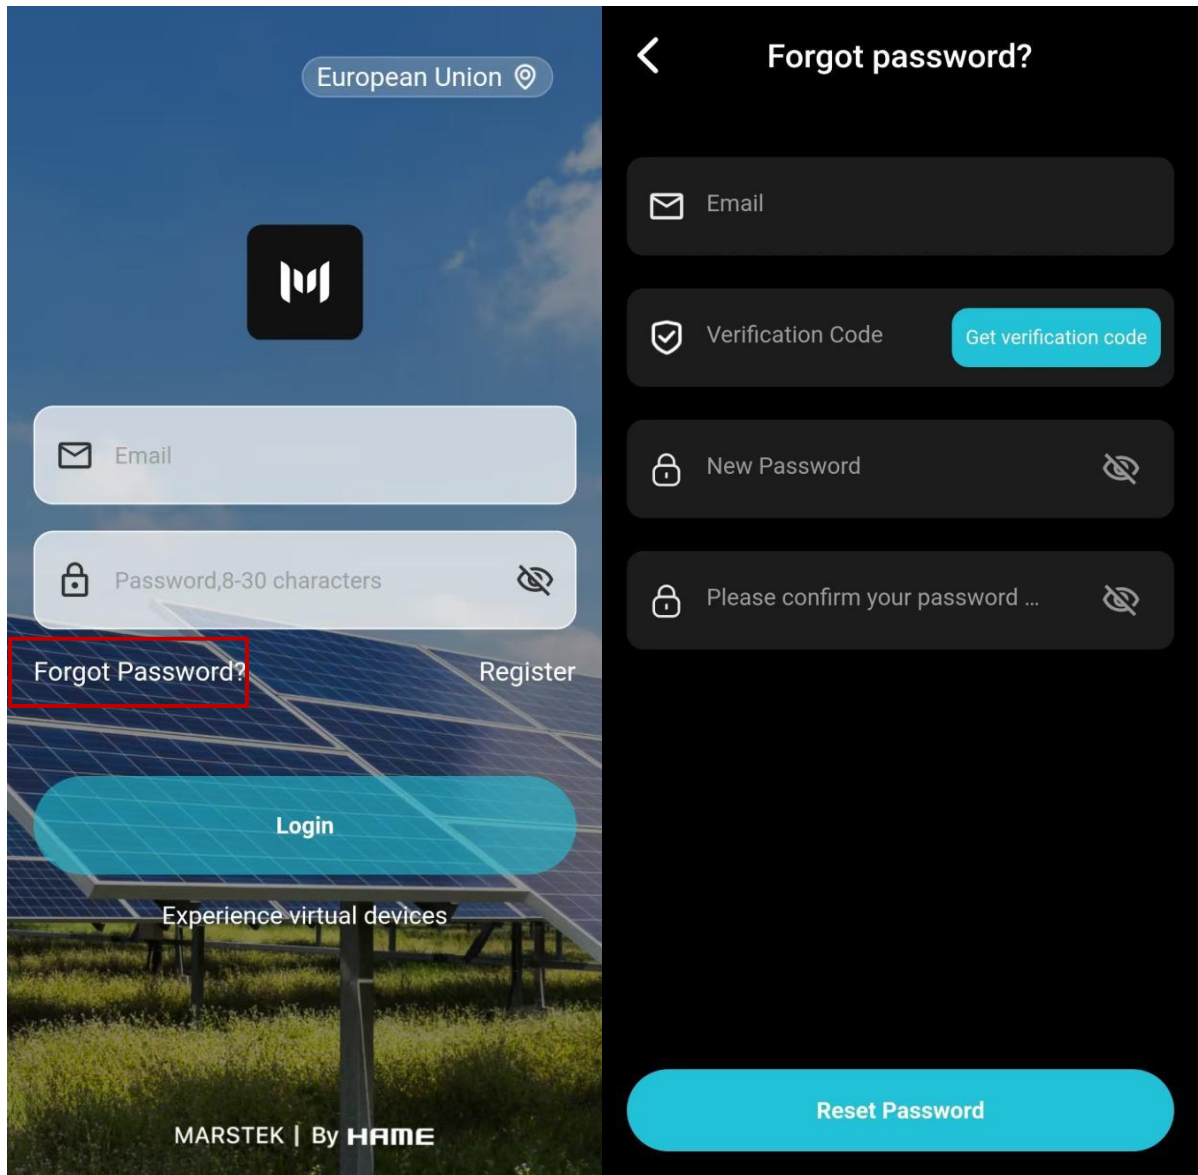 European Union
Email
Password,8-30 characters
Forgot Password?
Register
Login
Experience virtual devices
MARSTEK | By HAME
Forgot password?
Email
Verification Code
Get verification code
New Password
Please confirm your password ...
Reset Password